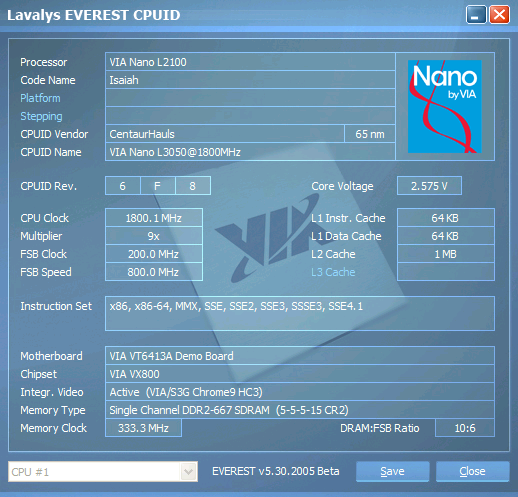 Lavalys EVEREST CPUID
Processor VIA Nano L2100
Code Name Isaiah
Platform
Stepping
CPUID Vendor CentaurHauls 65 nm
CPUID Name VIA Nano L3050@1800MHz
Nano
by VIA
CPUID Rev. 6 F 8 Core Voltage 2.575 V
CPU Clock 1800.1 MHz L1 Instr. Cache 64 KB
Multiplier 9x L1 Data Cache 64 KB
FSB Clock 200.0 MHz L2 Cache 1 MB
FSB Speed 800.0 MHz L3 Cache
VIA
Instruction Set x86, x86-64, MMX, SSE, SSE2, SSE3, SSSE3, SSE4.1
Motherboard VIA VT6413A Demo Board
Chipset VIA VX800
Integr. Video Active (VIA/S3G Chrome9 HC3)
Memory Type Single Channel DDR2-667 SDRAM (5-5-5-15 CR2)
Memory Clock 333.3 MHz DRAM:FSB Ratio 10:6
CPU #1 EVEREST v5.30.2005 Beta Save Close